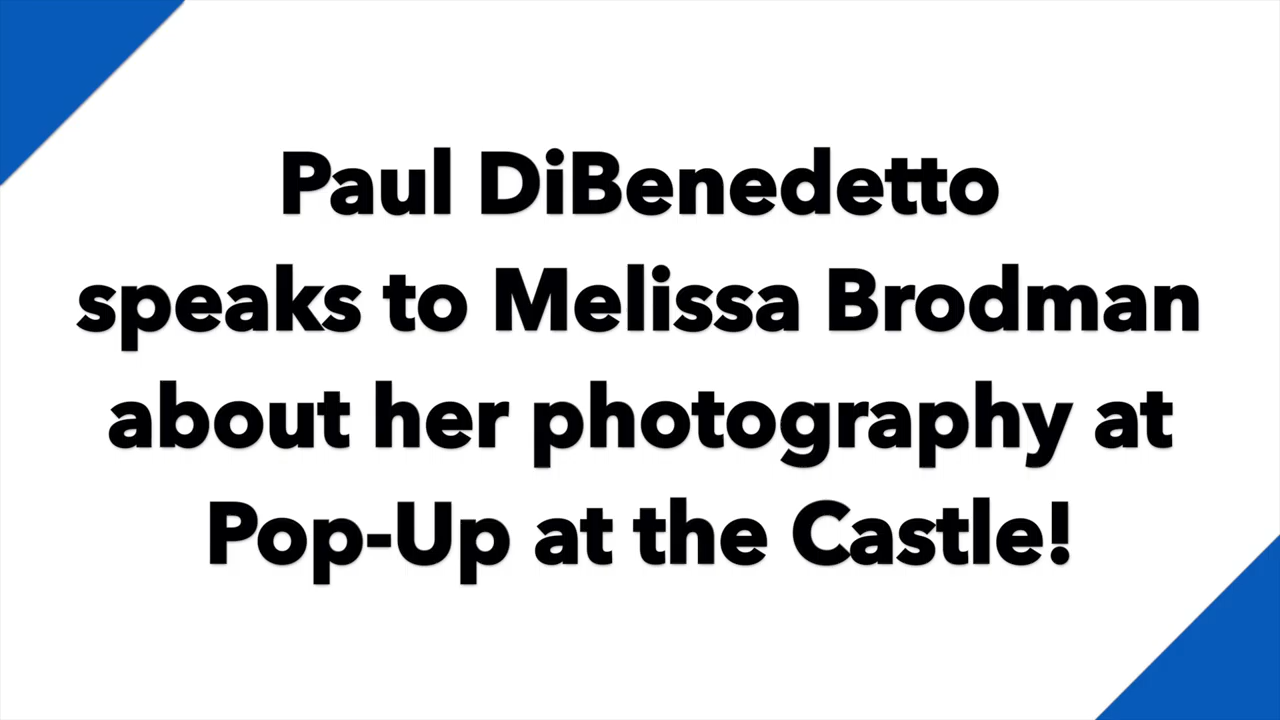 Paul DiBenedetto
speaks to Melissa Brodman
about her photography at
Pop-Up at the Castle!